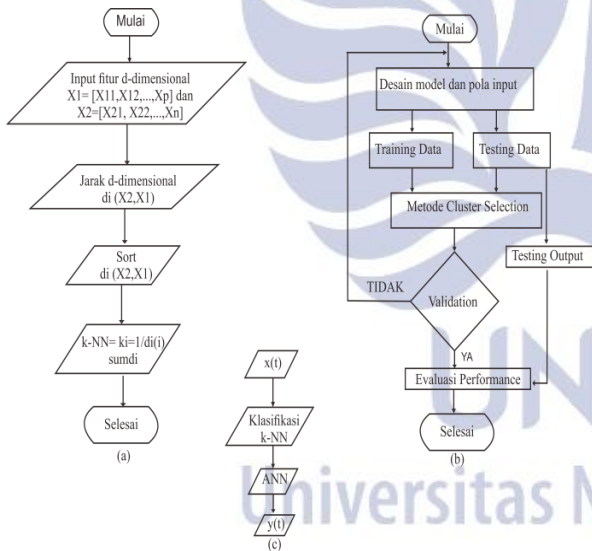 Mulai
Input fitur d-dimensional
X1= [X11,X12,...,Xp] dan
X2=[X21, X22,...,Xn]
Jarak d-dimensional
di (X2,X1)
Sort
di (X2,X1)
k-NN= ki=1/di(i)
sumdi
Selesai
(a)
x(t)
Klasifikasi
k-NN
ANN
y(t)
(c)
Mulai
Desain model dan pola input
Training Data
Testing Data
Metode Cluster Selection
Testing Output
TIDAK
Validation
YA
Evaluasi Performance
Selesai
(b)
UN
Universitas N